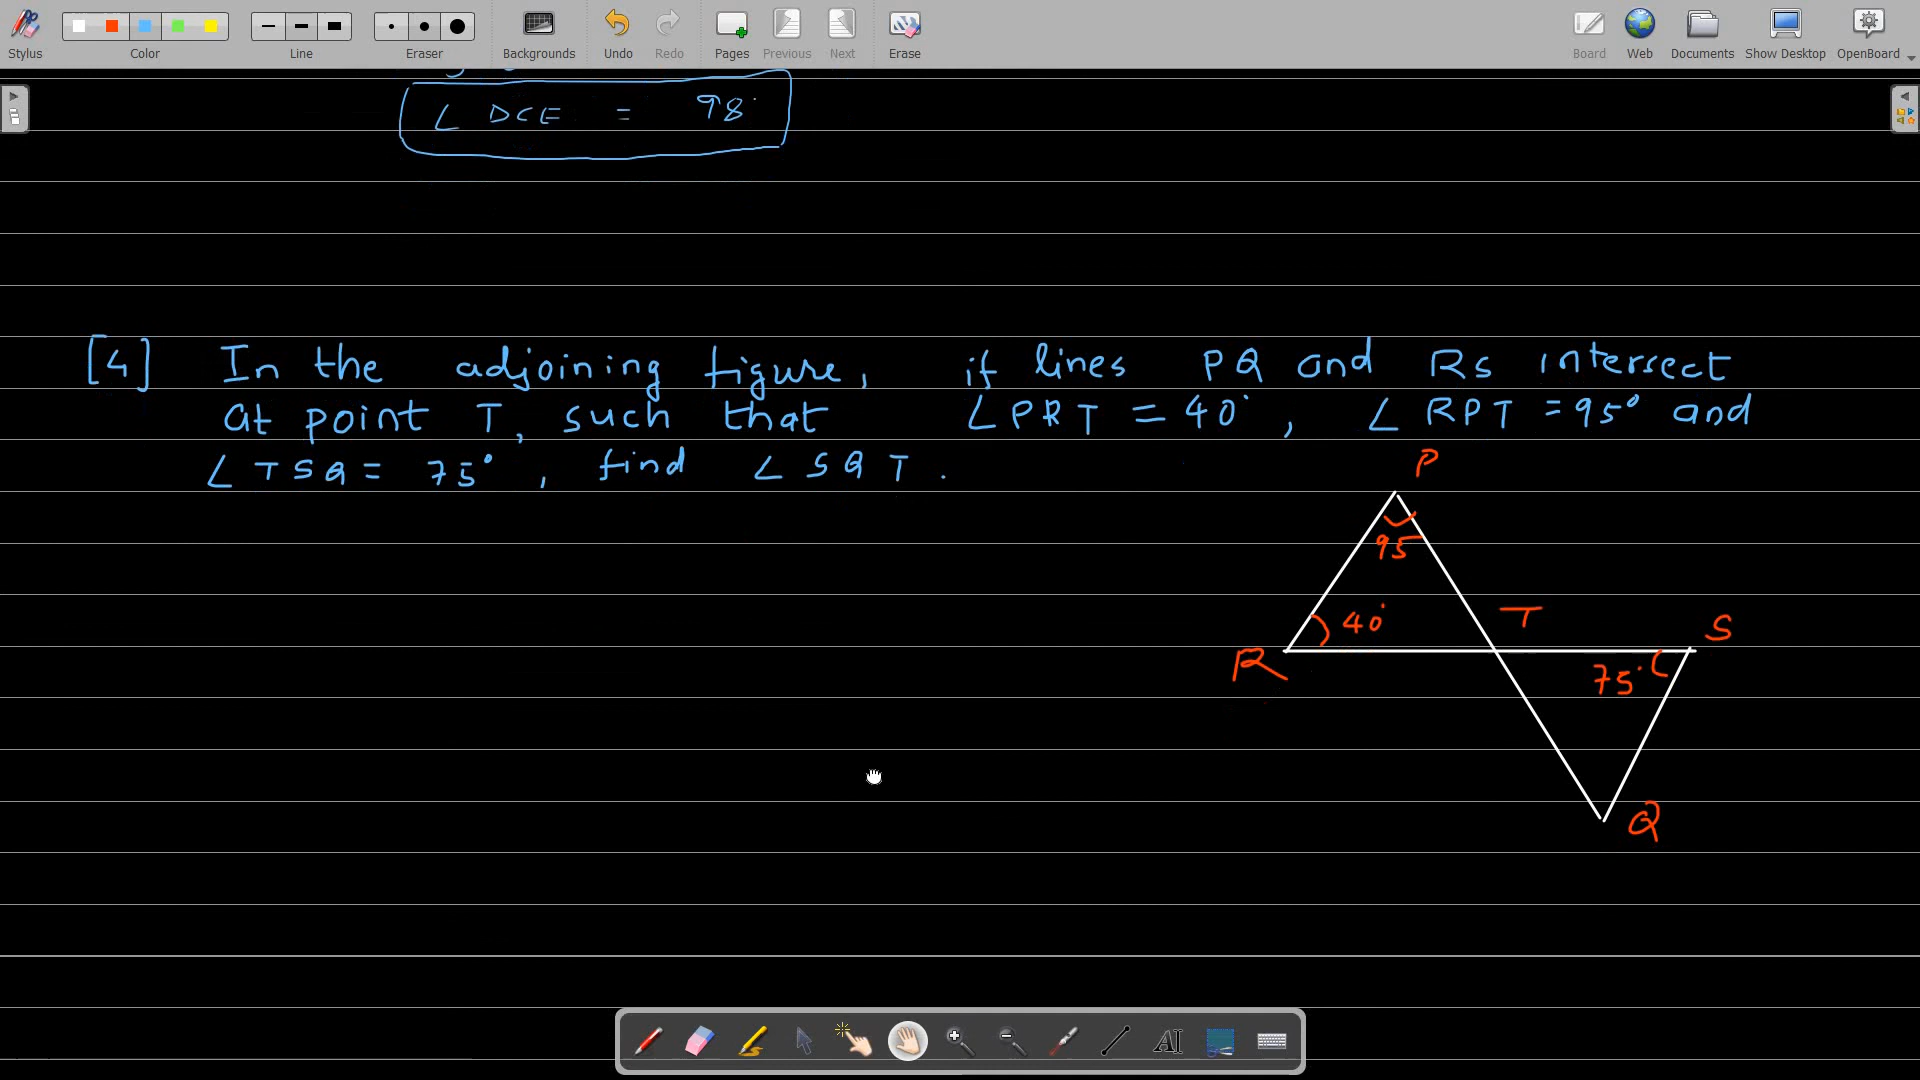 Stylus Color Line Eraser Backgrounds Undo Redo Pages Previous Next Erase Board Web Documents Show Desktop OpenBoard
∠ DCE = 98°
[4] In the adjoining figure, if lines PQ and RS intersect
at point T, such that ∠PRT = 40°, ∠RPT = 95° and
∠TSQ = 75°, find ∠SQT.
P
95
T
40°
S
R
75°
Q
AI